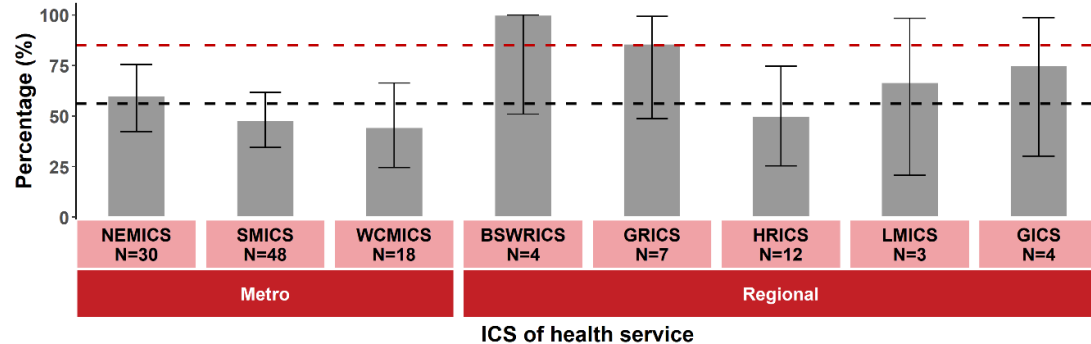 Percentage (%)
100
75
50
25
0
NEMICS
N=30
SMICS
N=48
WCMICS
N=18
BSWRICS
N=4
GRICS
N=7
HRICS
N=12
LMICS
N=3
GICS
N=4
Metro
Regional
ICS of health service